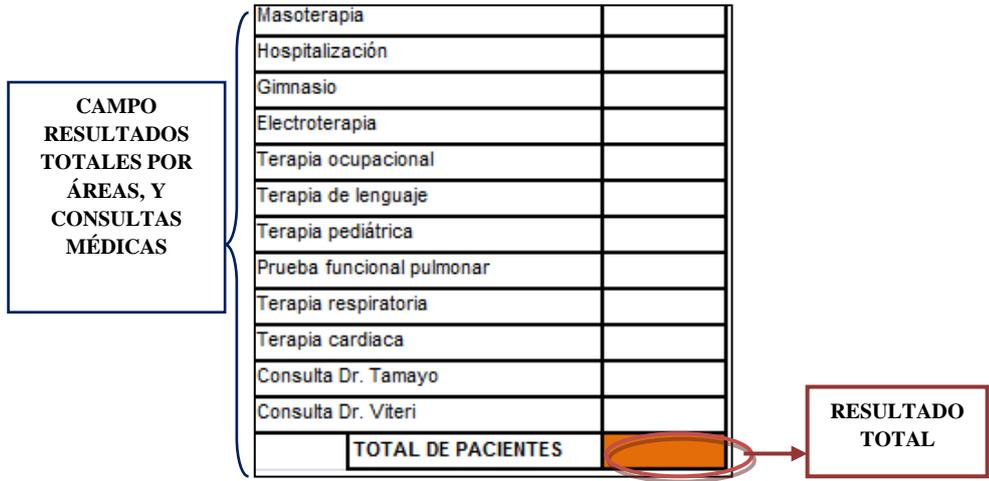 CAMPO
RESULTADOS
TOTALES POR
ÁREAS, Y
CONSULTAS
MÉDICAS
Masoterapia
Hospitalización
Gimnasio
Electroterapia
Terapia ocupacional
Terapia de lenguaje
Terapia pediátrica
Prueba funcional pulmonar
Terapia respiratoria
Terapia cardiaca
Consulta Dr. Tamayo
Consulta Dr. Viteri
TOTAL DE PACIENTES
RESULTADO
TOTAL